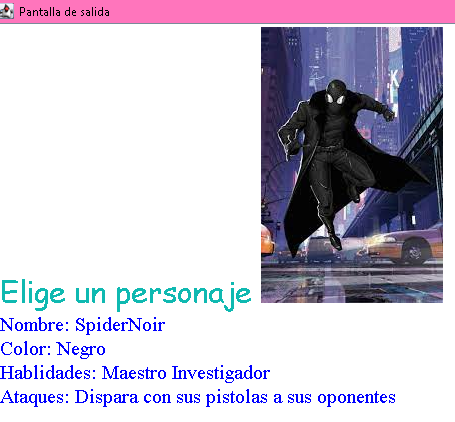 Pantalla de salida
Elige un personaje
Nombre: SpiderNoir
Color: Negro
Hablidades: Maestro Investigador
Ataques: Dispara con sus pistolas a sus oponentes